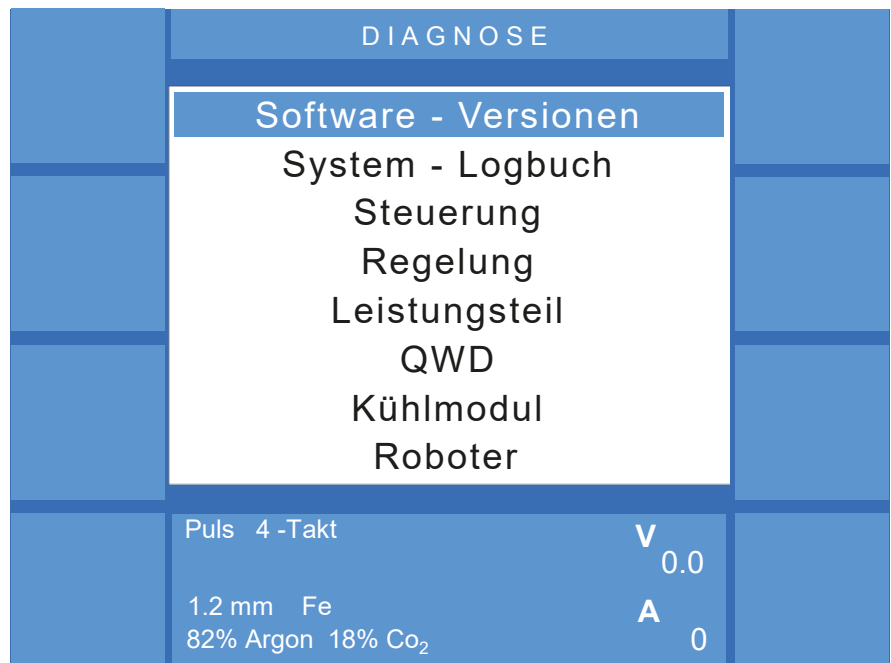 DIAGNOSE
Software - Versionen
System - Logbuch
Steuerung
Regelung
Leistungsteil
QWD
Kühlmodul
Roboter
Puls 4 -Takt
V
0.0
1.2 mm Fe
A
82% Argon 18% Co₂
0